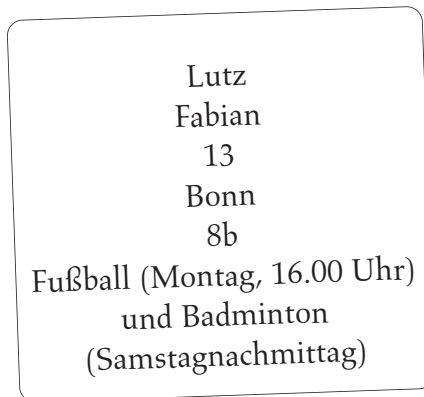 Lutz
Fabian
13
Bonn
8b
Fußball (Montag, 16.00 Uhr)
und Badminton
(Samstagnachmittag)